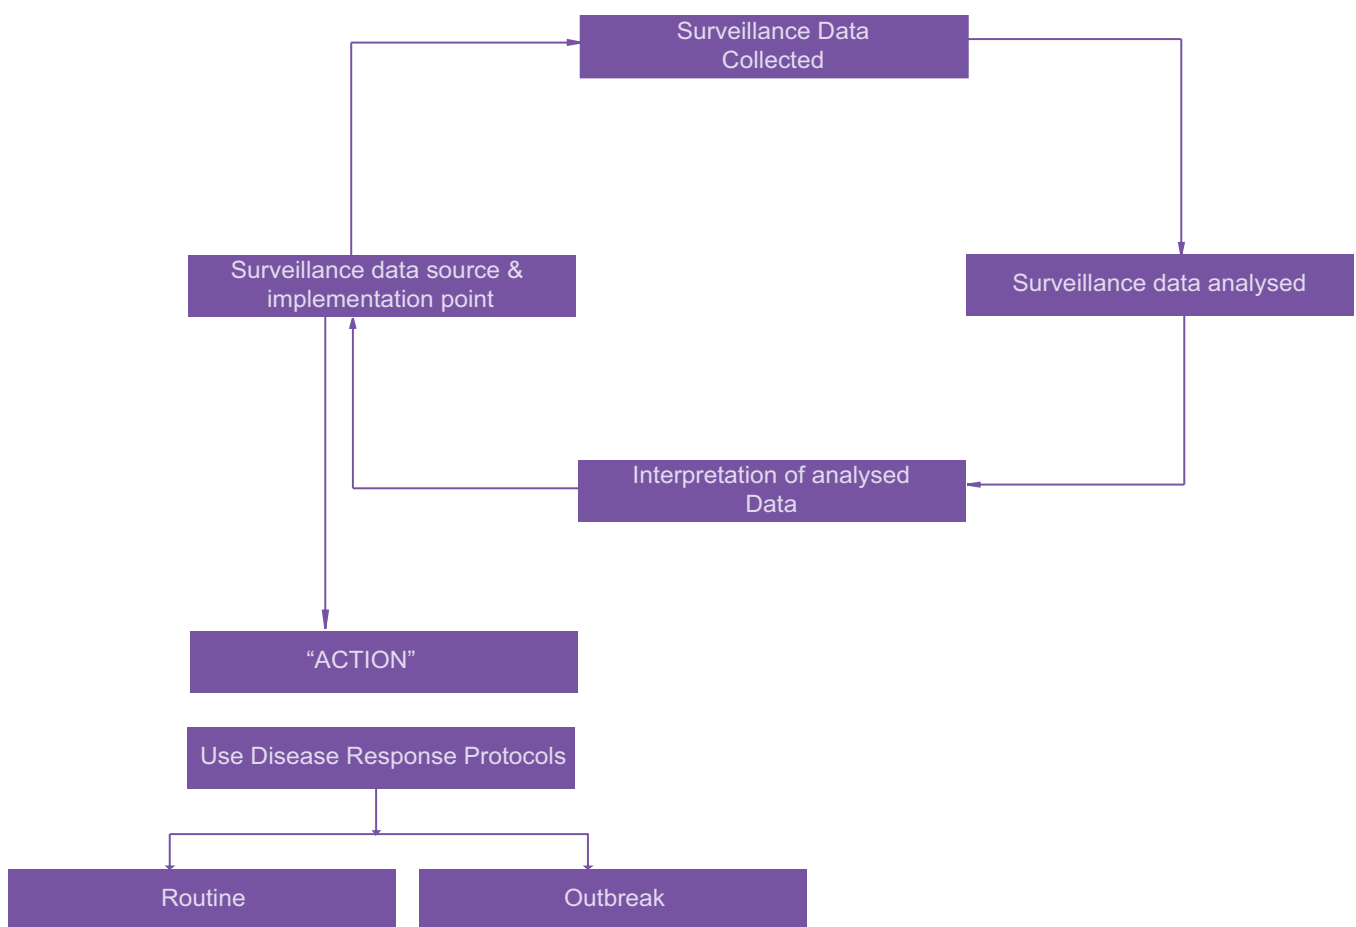 Surveillance Data
Collected
Surveillance data source &
implementation point
Surveillance data analysed
Interpretation of analysed
Data
“ACTION”
Use Disease Response Protocols
Routine
Outbreak